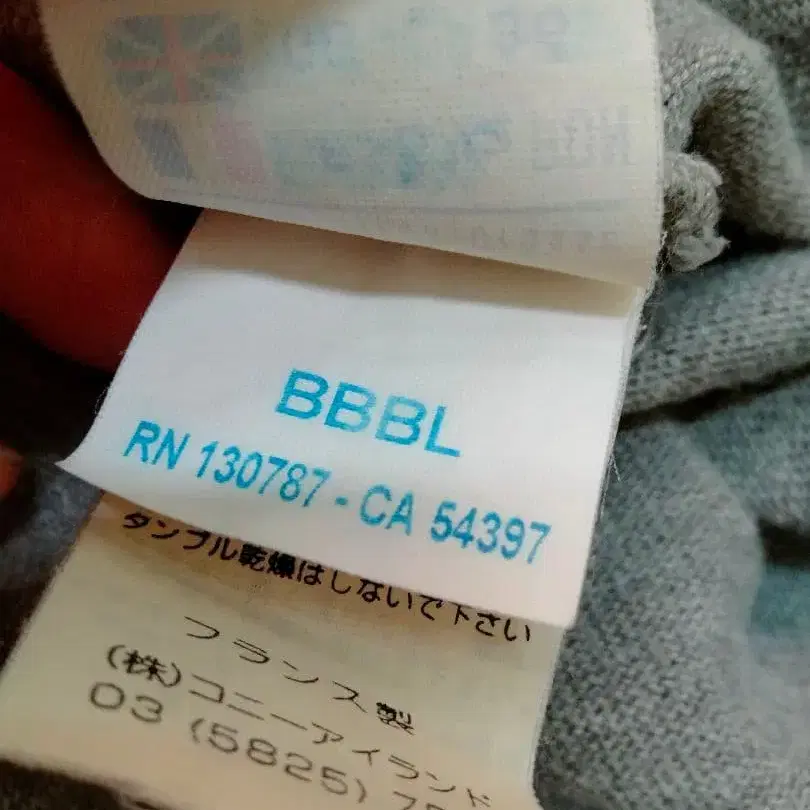 BBBL
RN 130787 - CA 54397
タンブル乾燥はしないで下さい
フランス製
(株)コニーアイランド
03 (5825)